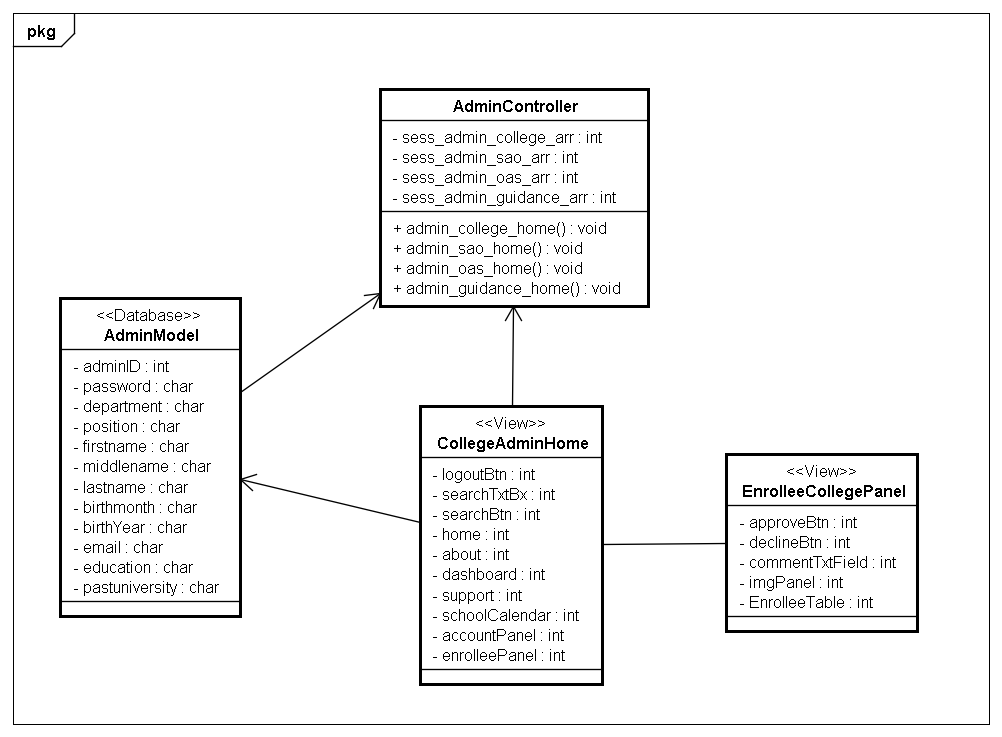 pkg
AdminController
- sess_admin_college_arr : int
- sess_admin_sao_arr : int
- sess_admin_oas_arr : int
- sess_admin_guidance_arr : int
+ admin_college_home() : void
+ admin_sao_home() : void
+ admin_oas_home() : void
+ admin_guidance_home() : void
<<Database>>
AdminModel
- adminID : int
- password : char
- department : char
- position : char
- firstname : char
- middlename : char
- lastname : char
- birthmonth : char
- birthYear : char
- email : char
- education : char
- pastuniversity : char
<<View>>
CollegeAdminHome
- logoutBtn : int
- searchTxtBx : int
- searchBtn : int
- home : int
- about : int
- dashboard : int
- support : int
- schoolCalendar : int
- accountPanel : int
- enrolleePanel : int
<<View>>
EnrolleeCollegePanel
- approveBtn : int
- declineBtn : int
- commentTxtField : int
- imgPanel : int
- EnrolleeTable : int